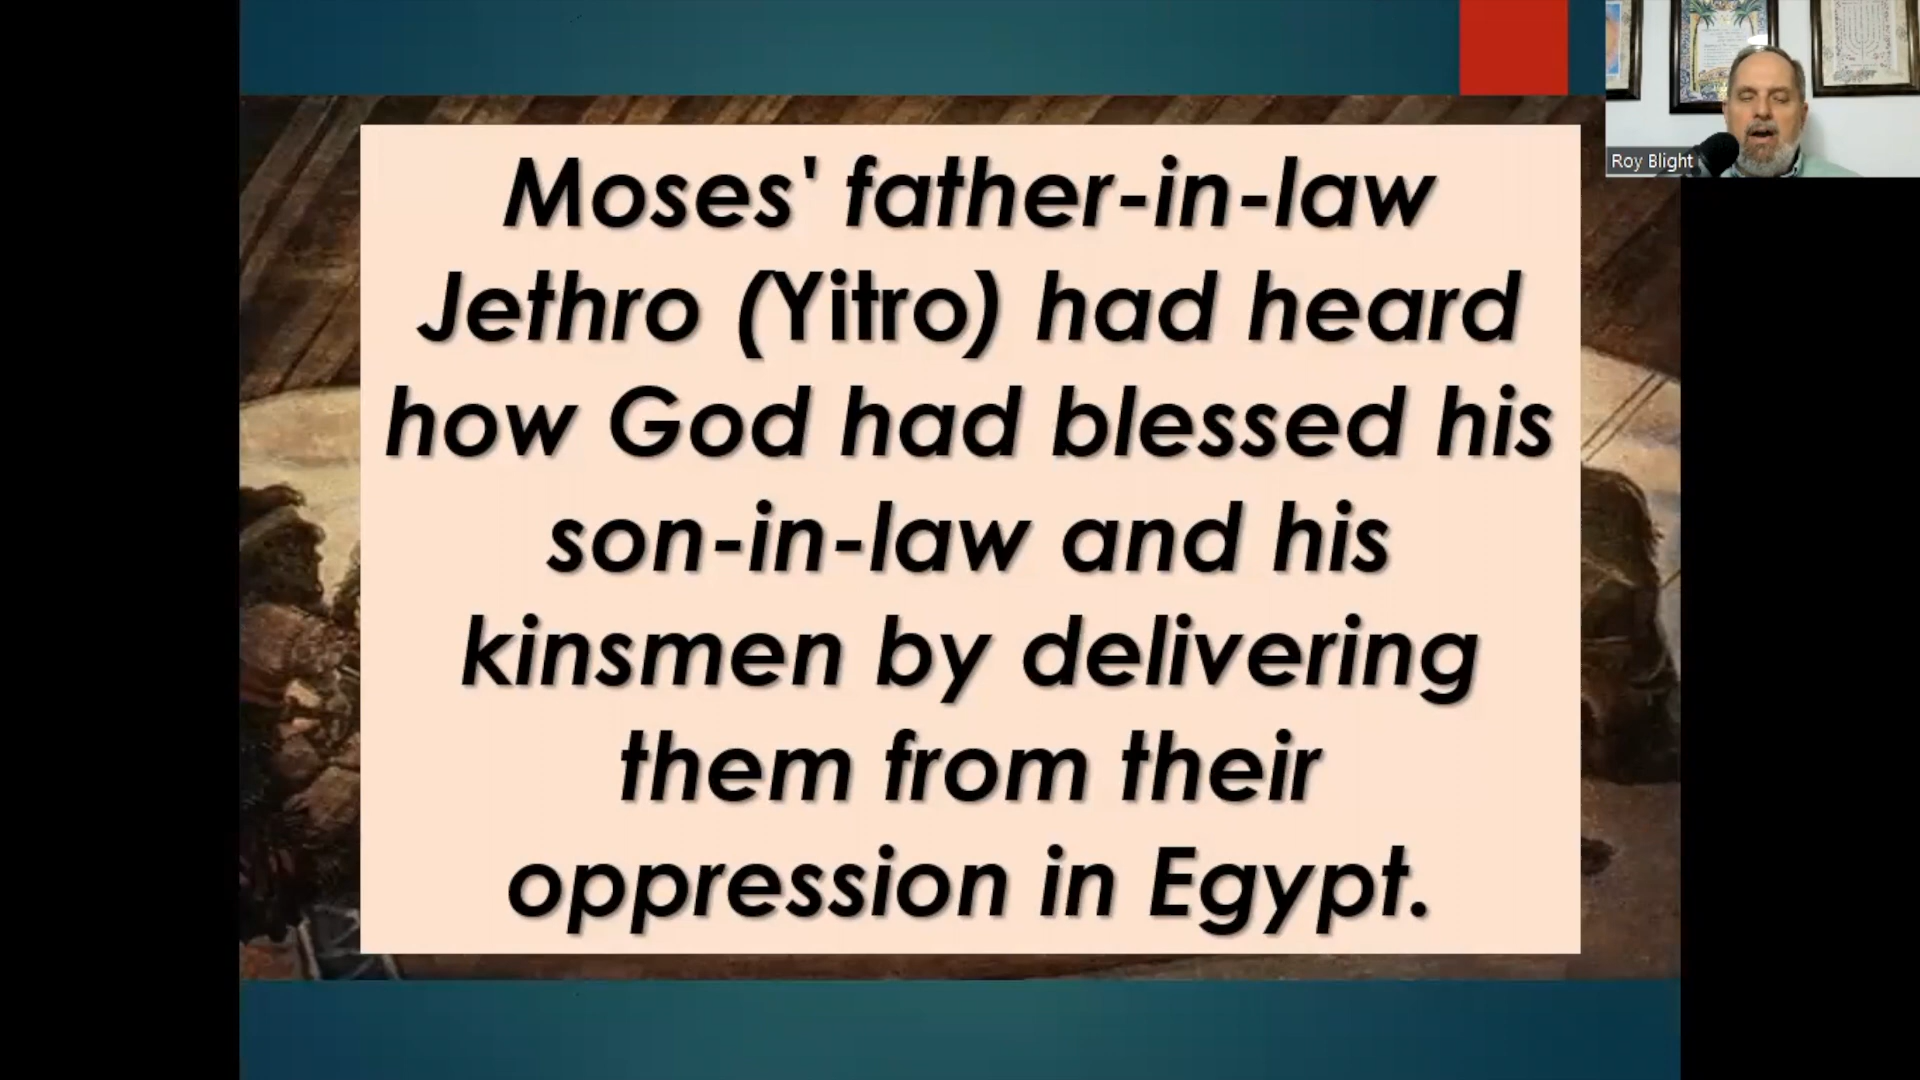 Moses' father-in-law
Jethro (Yitro) had heard
how God had blessed his
son-in-law and his
kinsmen by delivering
them from their
oppression in Egypt.
Roy Blight